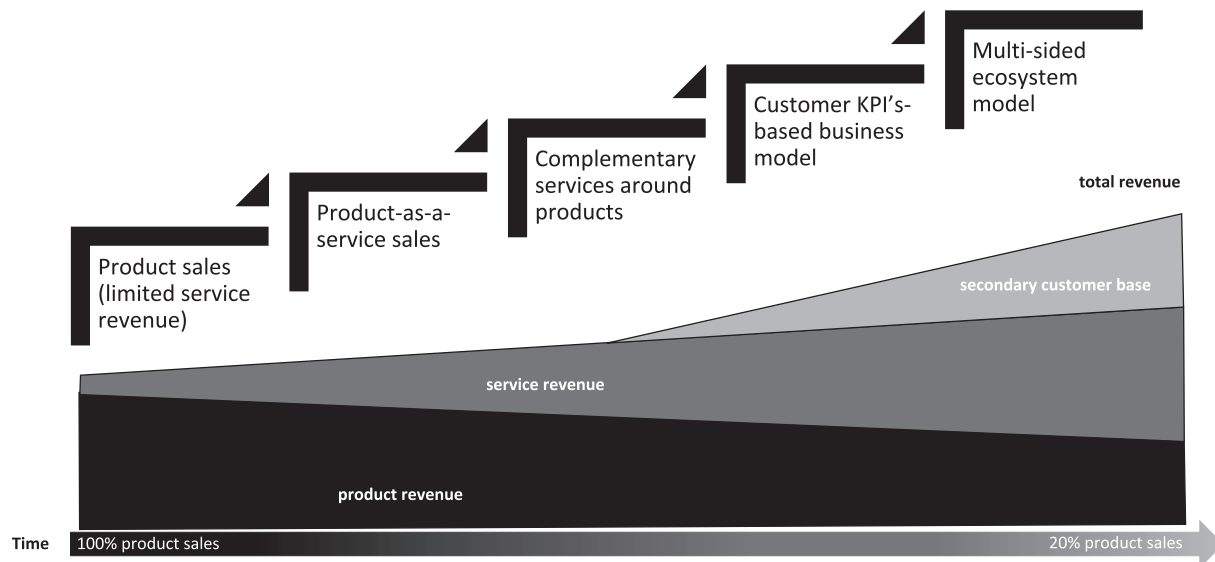 Product sales
(limited service
revenue)
Product-as-a-
service sales
Complementary
services around
products
Customer KPI's-
based business
model
Multi-sided
ecosystem
model
total revenue
secondary customer base
service revenue
product revenue
Time
100% product sales
20% product sales